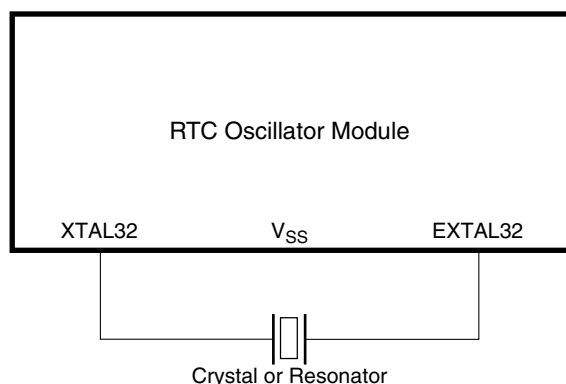 RTC Oscillator Module
XTAL32 VSS EXTAL32
Crystal or Resonator